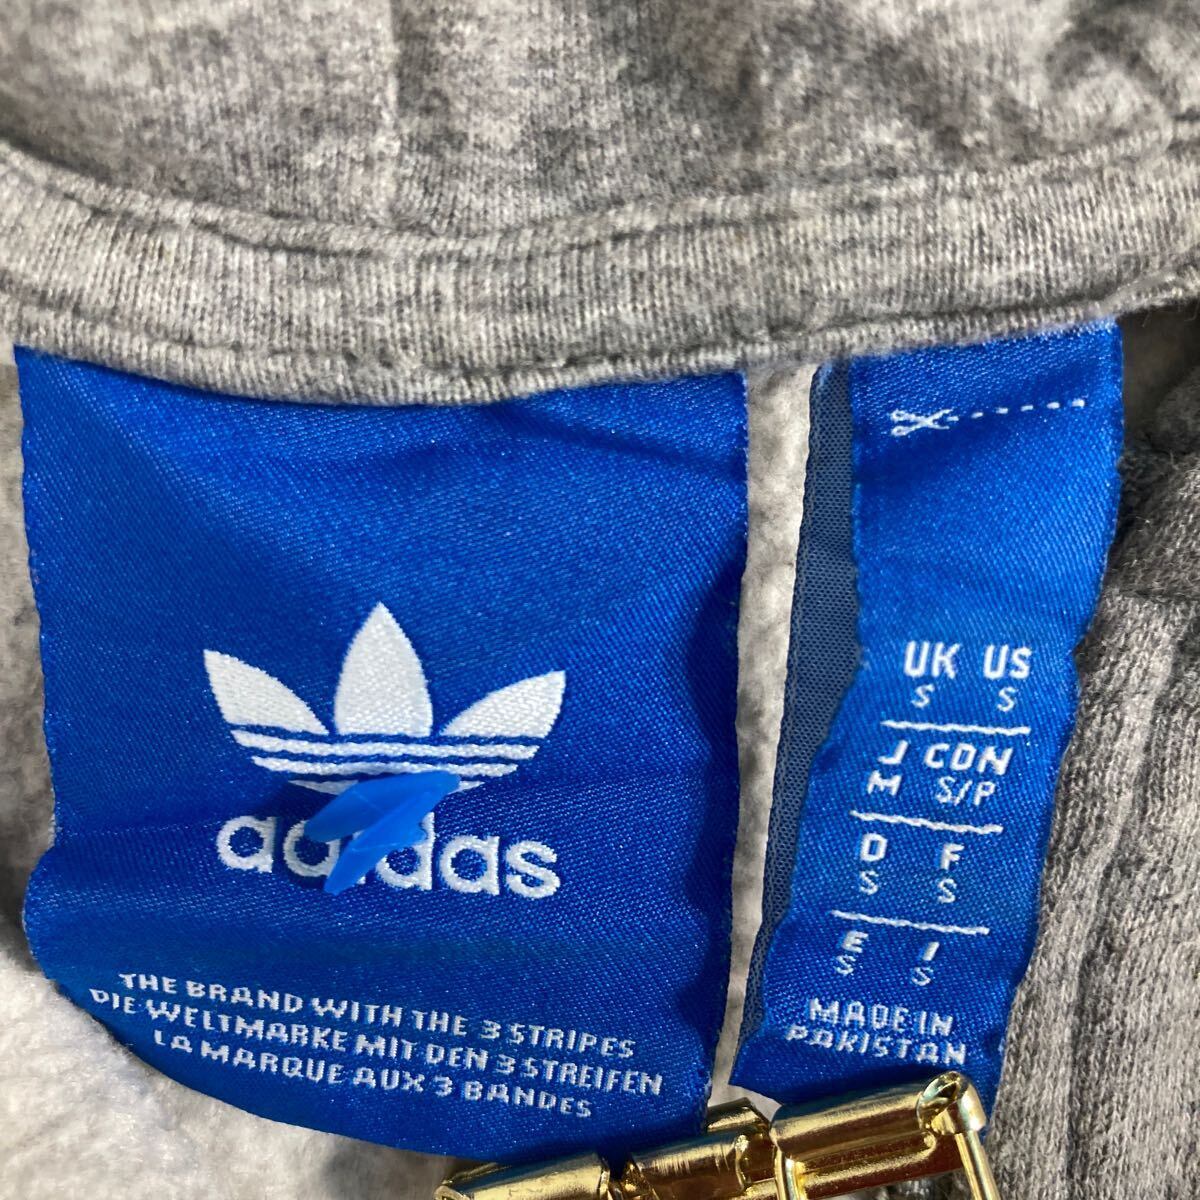 adidas
THE BRAND WITH THE 3 STRIPES
DIE WELTMARKE MIT DEN 3 STREIFEN
LA MARQUE AUX 3 BANDES
UK US
S S
J CDN
M S/P
D F
S S
E I
S S
MADE IN
PAKISTAN